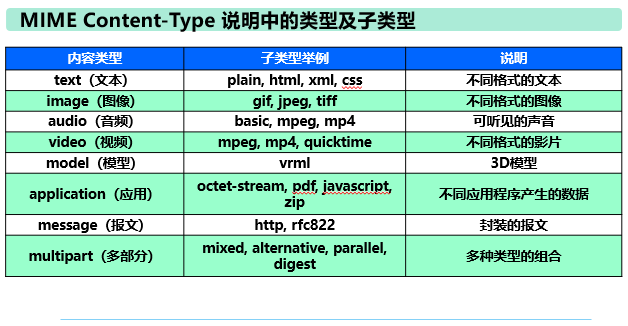 MIME Content-Type 说明中的类型及子类型
内容类型 子类型举例 说明
text（文本） plain, html, xml, css 不同格式的文本
image（图像） gif, jpeg, tiff 不同格式的图像
audio（音频） basic, mpeg, mp4 可听见的声音
video（视频） mpeg, mp4, quicktime 不同格式的影片
model（模型） vrml 3D模型
application（应用） octet-stream, pdf, javascript, 不同应用程序产生的数据
zip
message（报文） http, rfc822 封装的报文
multipart（多部分） mixed, alternative, parallel, 多种类型的组合
digest